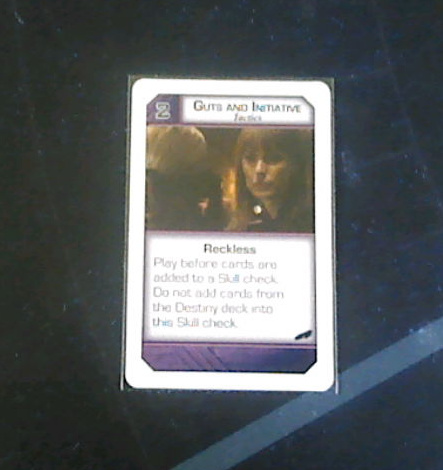 2
GUTS AND INITIATIVE
Tactics
Reckless
Play before cards are
added to a Skill check.
Do not add cards from
the Destiny deck into
this Skill check.